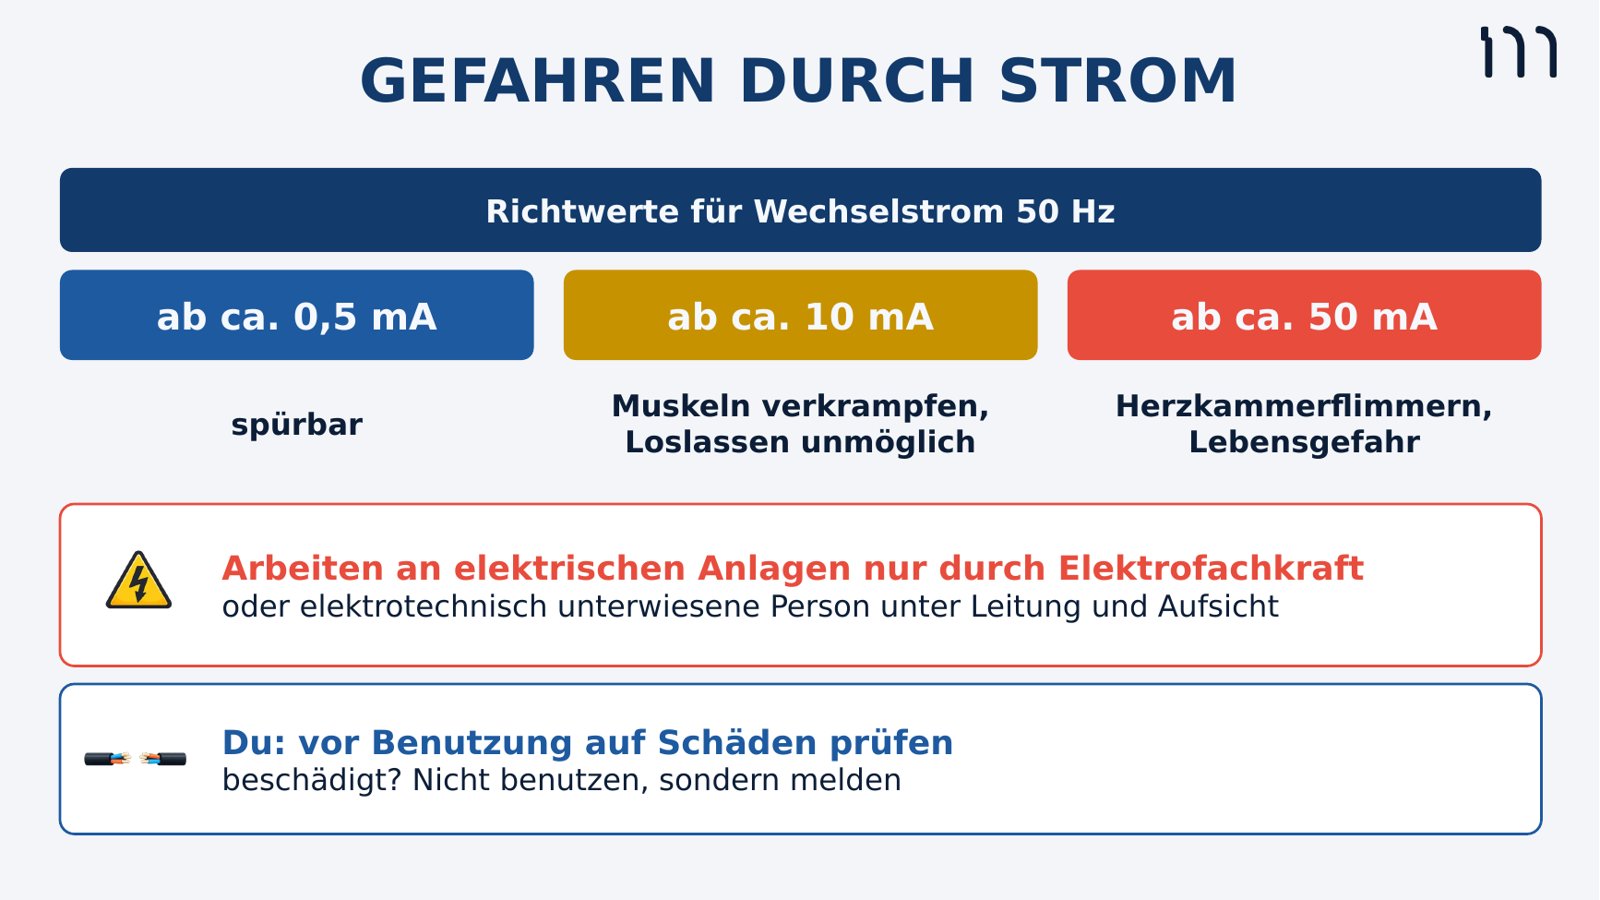 GEFAHREN DURCH STROM
Richtwerte für Wechselstrom 50 Hz
ab ca. 0,5 mA
ab ca. 10 mA
ab ca. 50 mA
spürbar
Muskeln verkrampfen,
Loslassen unmöglich
Herzkammerflimmern,
Lebensgefahr
Arbeiten an elektrischen Anlagen nur durch Elektrofachkraft
oder elektrotechnisch unterwiesene Person unter Leitung und Aufsicht
Du: vor Benutzung auf Schäden prüfen
beschädigt? Nicht benutzen, sondern melden